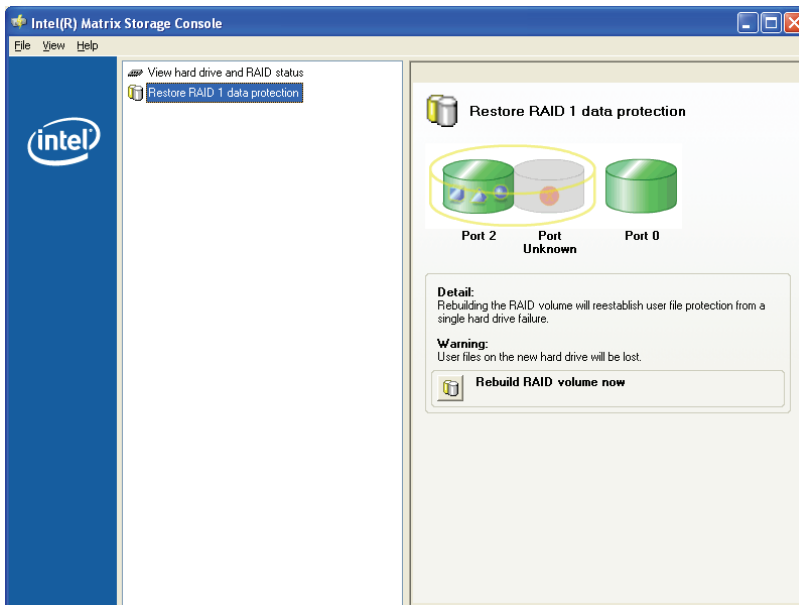 Intel(R) Matrix Storage Console
File View Help
intel
View hard drive and RAID status
Restore RAID 1 data protection
Restore RAID 1 data protection
Port 2 Port Unknown Port 0
Detail:
Rebuilding the RAID volume will reestablish user file protection from a
single hard drive failure.
Warning:
User files on the new hard drive will be lost.
Rebuild RAID volume now